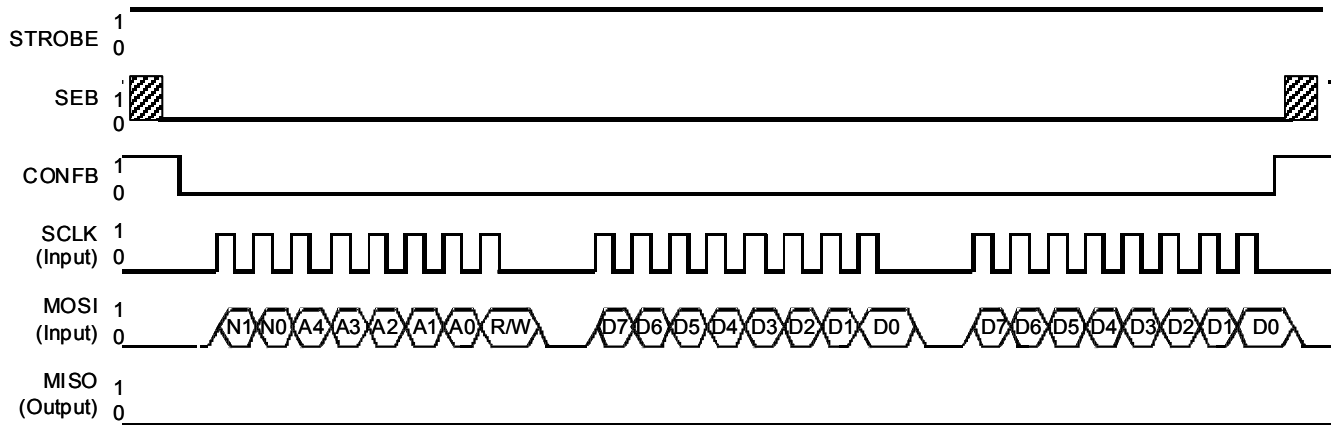 STROBE 1
0
SEB 1
0
CONFB 1
0
SCLK 1
(Input) 0
MOSI 1
(Input) 0
N1 N0 A4 A3 A2 A1 A0 R/W D7 D6 D5 D4 D3 D2 D1 D0 D7 D6 D5 D4 D3 D2 D1 D0
MISO 1
(Output) 0